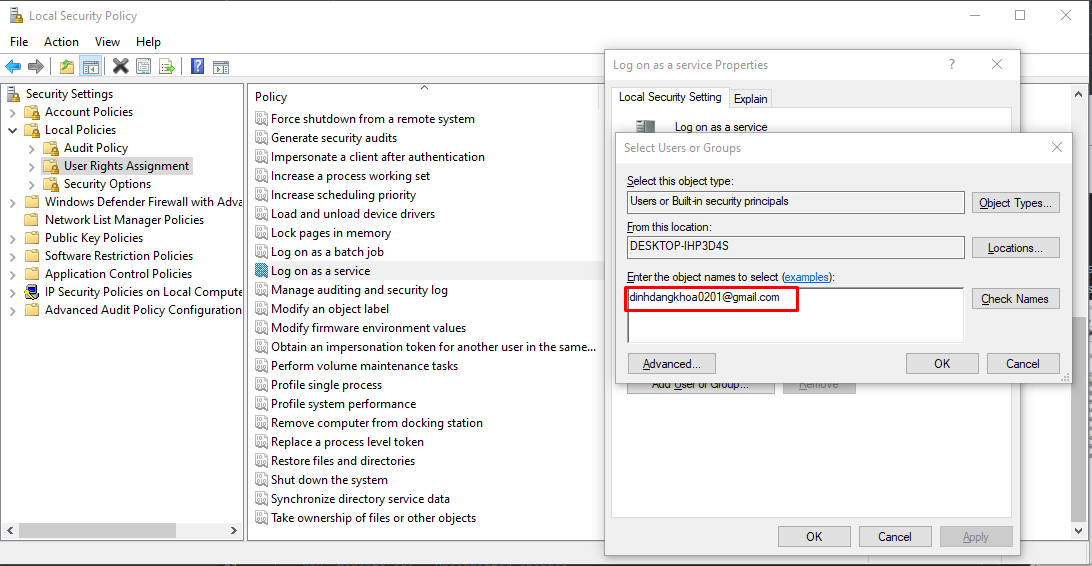 Local Security Policy
File Action View Help
Security Settings
Account Policies
Local Policies
Audit Policy
User Rights Assignment
Security Options
Windows Defender Firewall with Adva
Network List Manager Policies
Public Key Policies
Software Restriction Policies
Application Control Policies
IP Security Policies on Local Compute
Advanced Audit Policy Configuration
Policy
Force shutdown from a remote system
Generate security audits
Impersonate a client after authentication
Increase a process working set
Increase scheduling priority
Load and unload device drivers
Lock pages in memory
Log on as a batch job
Log on as a service
Manage auditing and security log
Modify an object label
Modify firmware environment values
Obtain an impersonation token for another user in the same...
Perform volume maintenance tasks
Profile single process
Profile system performance
Remove computer from docking station
Replace a process level token
Restore files and directories
Shut down the system
Synchronize directory service data
Take ownership of files or other objects
Log on as a service Properties
?
Local Security Setting Explain
Log on as a service
Select Users or Groups
Select this object type:
Users or Built-in security principals
Object Types...
From this location:
DESKTOP-IHP3D4S
Locations...
Enter the object names to select (examples):
dinhdangkhoa0201@gmail.com
Check Names
Advanced...
OK
Cancel
Add User or Group...
Remove
OK
Cancel
Apply